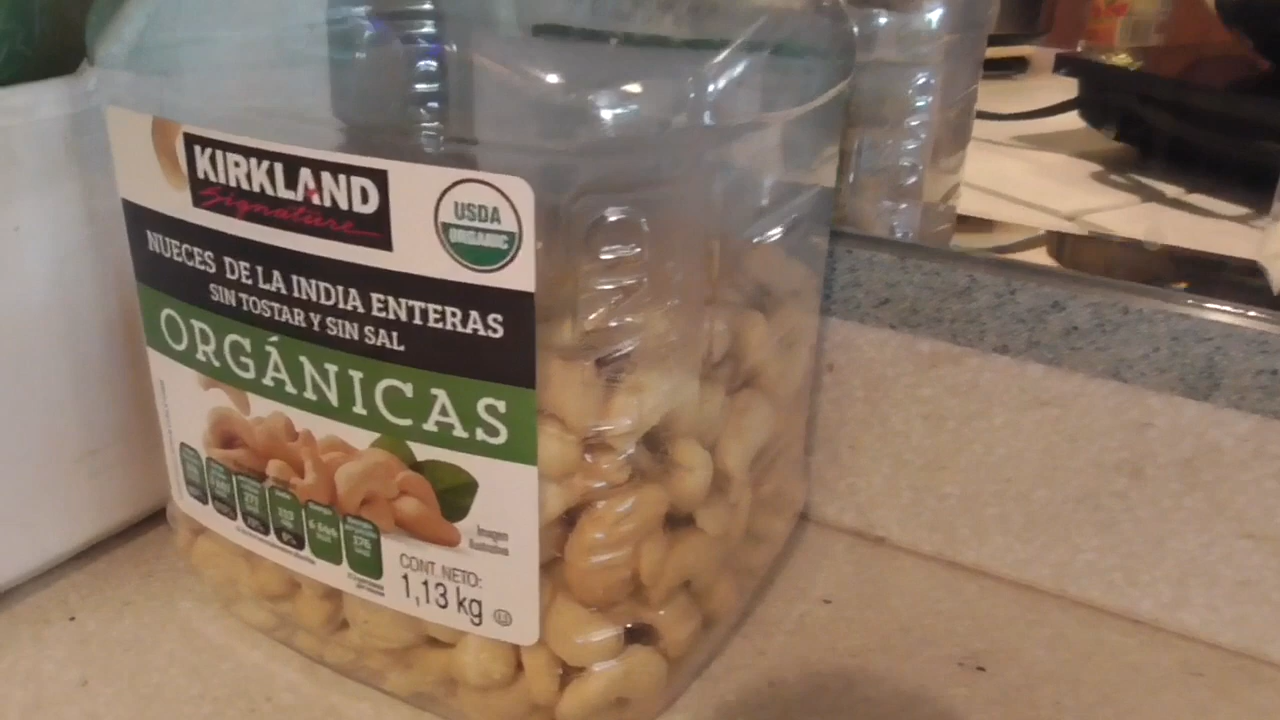 KIRKLAND
Signature
USDA
ORGANIC
NUECES DE LA INDIA ENTERAS
SIN TOSTAR Y SIN SAL
ORGÁNICAS
Imagen
ilustrativa
CONT. NETO:
1,13 kg